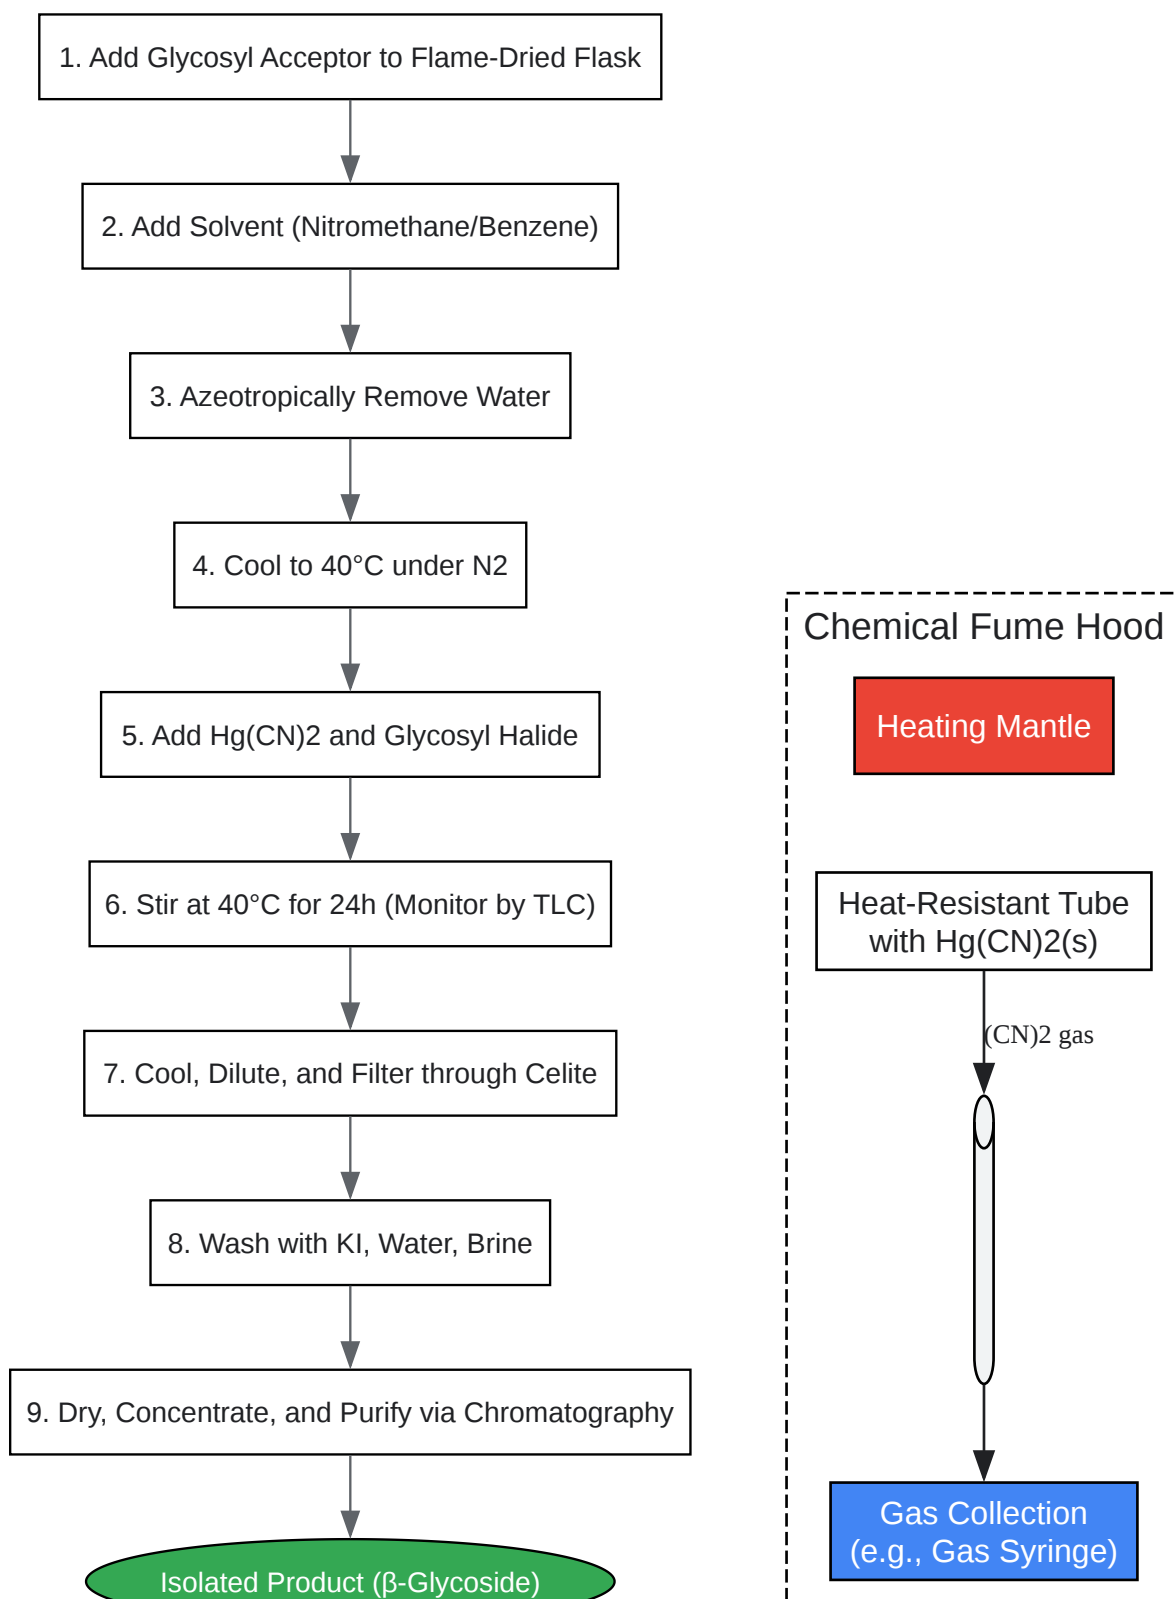 1. Add Glycosyl Acceptor to Flame-Dried Flask
2. Add Solvent (Nitromethane/Benzene)
3. Azeotropically Remove Water
4. Cool to 40°C under N2
5. Add Hg(CN)2 and Glycosyl Halide
6. Stir at 40°C for 24h (Monitor by TLC)
7. Cool, Dilute, and Filter through Celite
8. Wash with KI, Water, Brine
9. Dry, Concentrate, and Purify via Chromatography
Isolated Product (β-Glycoside)
Chemical Fume Hood
Heating Mantle
Heat-Resistant Tube
with Hg(CN)2(s)
(CN)2 gas
Gas Collection
(e.g., Gas Syringe)